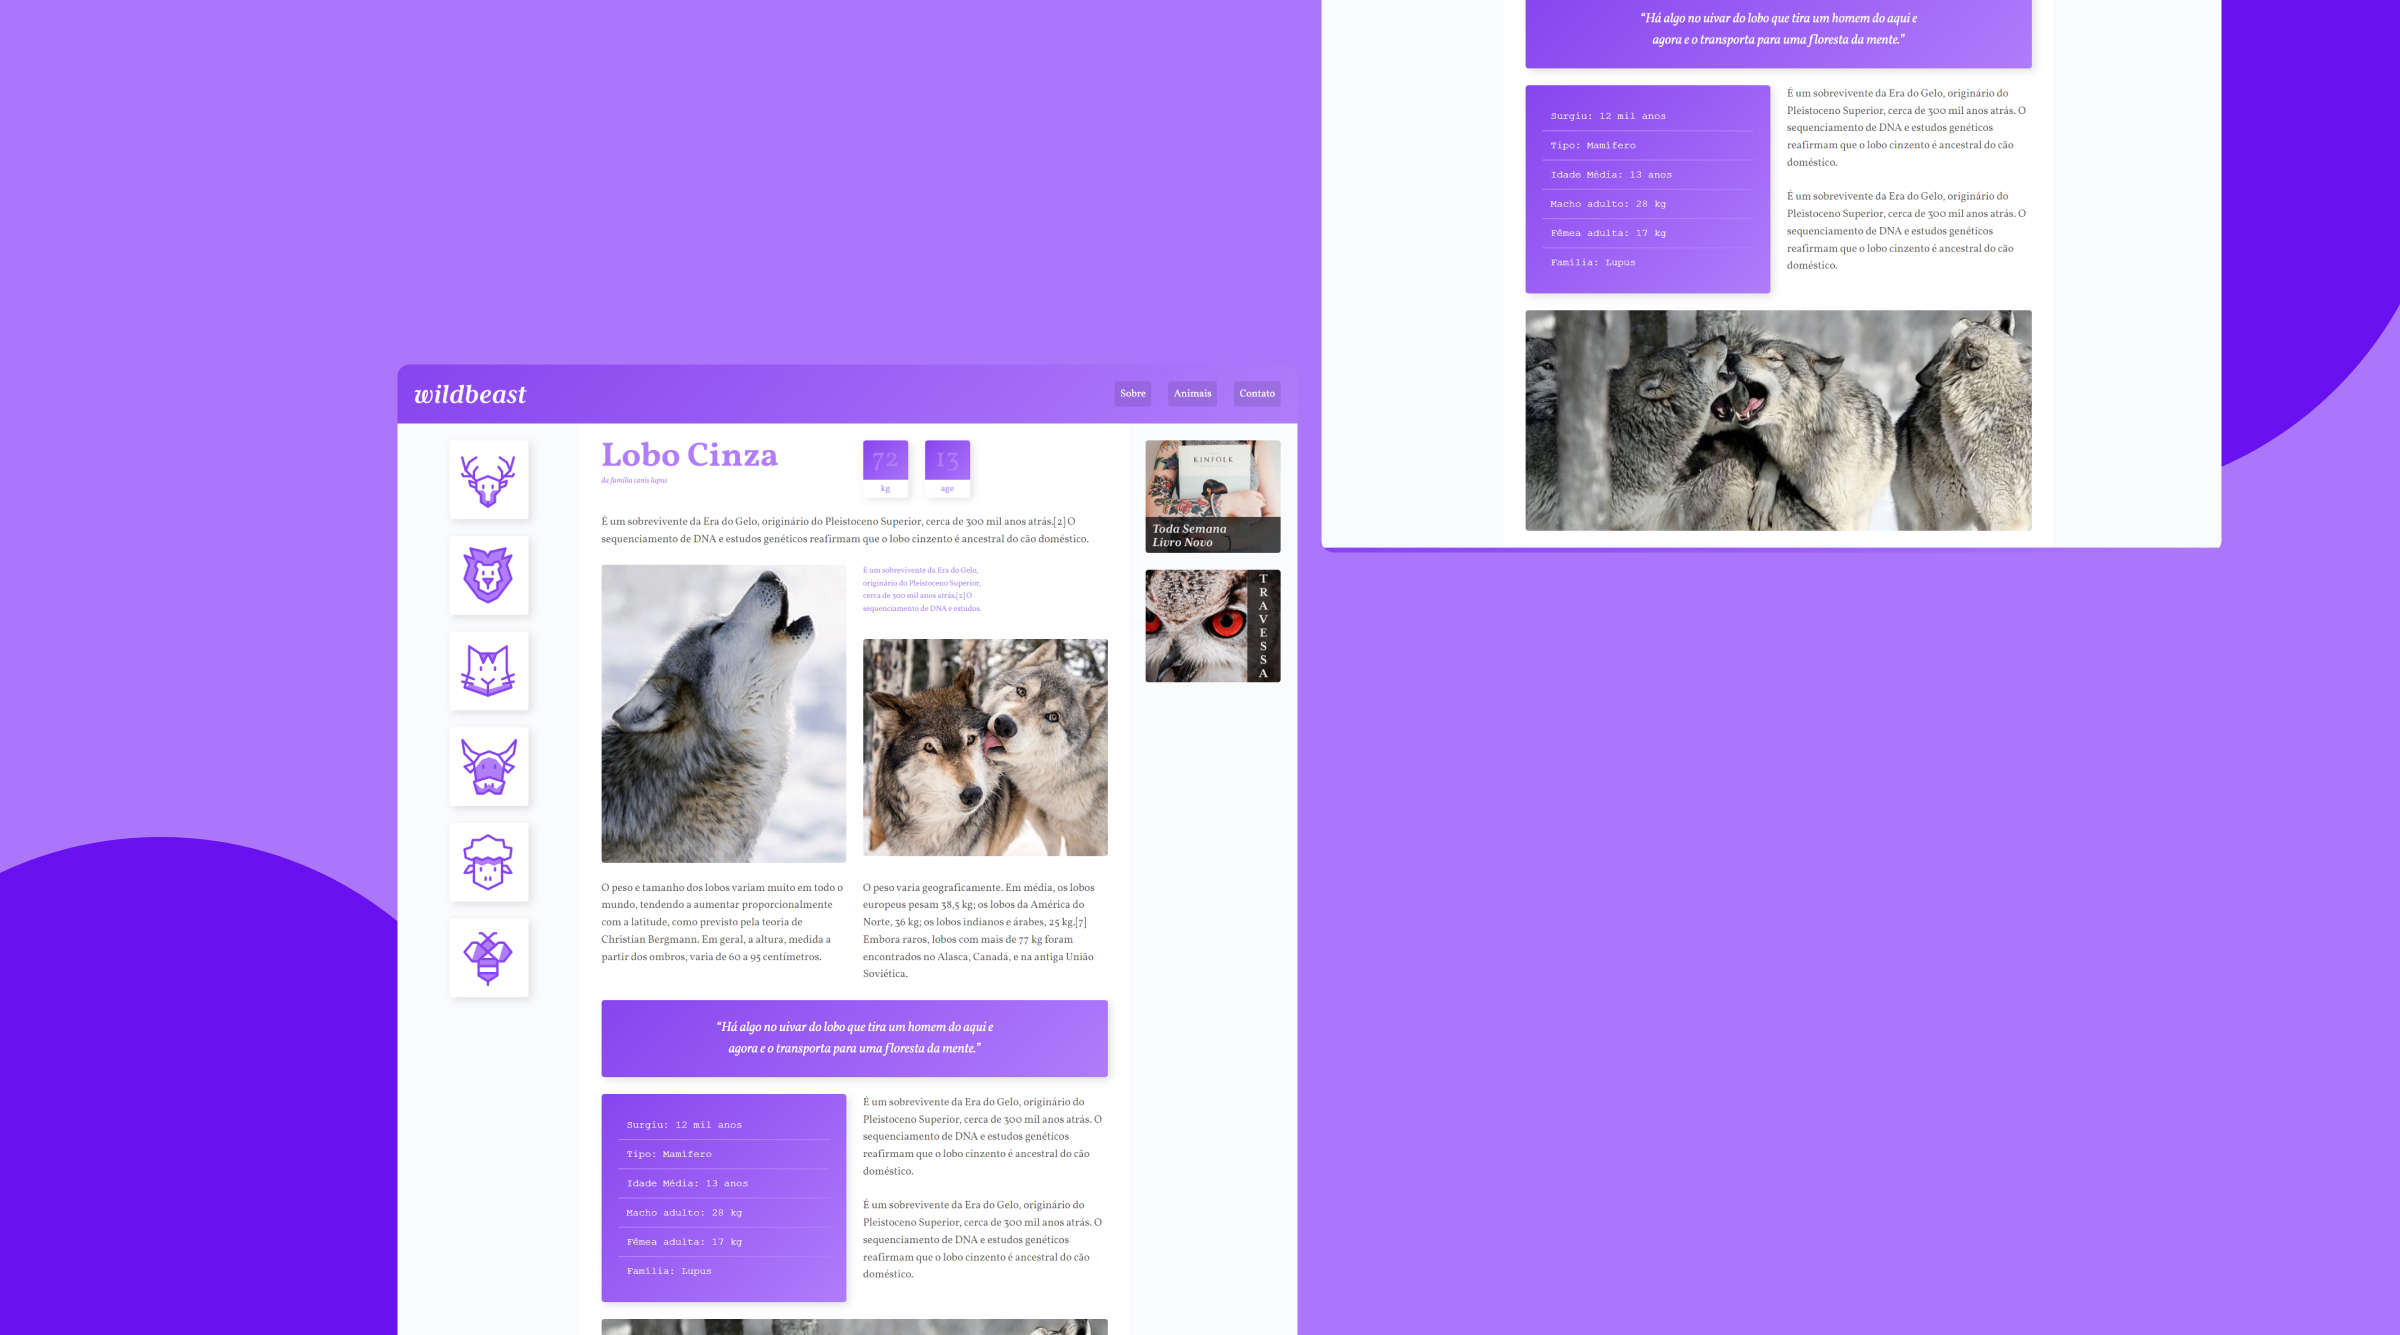 wildbeast
Sobre
Animais
Contato
Lobo Cinza
da família canis lupus
72
kg
13
age
É um sobrevivente da Era do Gelo, originário do Pleistoceno Superior, cerca de 300 mil anos atrás.[2] O
sequenciamento de DNA e estudos genéticos reafirmam que o lobo cinzento é ancestral do cão doméstico.
É um sobrevivente da Era do Gelo,
originário do Pleistoceno Superior,
cerca de 300 mil anos atrás.[2] O
sequenciamento de DNA e estudos.
O peso e tamanho dos lobos variam muito em todo o
mundo, tendendo a aumentar proporcionalmente
com a latitude, como previsto pela teoria de
Christian Bergmann. Em geral, a altura, medida a
partir dos ombros, varia de 60 a 95 centímetros.
O peso varia geograficamente. Em média, os lobos
europeus pesam 38,5 kg; os lobos da América do
Norte, 36 kg; os lobos indianos e árabes, 25 kg.[7]
Embora raros, lobos com mais de 77 kg foram
encontrados no Alasca, Canadá, e na antiga União
Soviética.
“Há algo no uivar do lobo que tira um homem do aqui e
agora e o transporta para uma floresta da mente.”
Surgiu: 12 mil anos
Tipo: Mamífero
Idade Média: 13 anos
Macho adulto: 28 kg
Fêmea adulta: 17 kg
Família: Lupus
É um sobrevivente da Era do Gelo, originário do
Pleistoceno Superior, cerca de 300 mil anos atrás. O
sequenciamento de DNA e estudos genéticos
reafirmam que o lobo cinzento é ancestral do cão
doméstico.
É um sobrevivente da Era do Gelo, originário do
Pleistoceno Superior, cerca de 300 mil anos atrás. O
sequenciamento de DNA e estudos genéticos
reafirmam que o lobo cinzento é ancestral do cão
doméstico.
KINFOLK
Toda Semana
Livro Novo
TRAVESSA
“Há algo no uivar do lobo que tira um homem do aqui e
agora e o transporta para uma floresta da mente.”
Surgiu: 12 mil anos
Tipo: Mamífero
Idade Média: 13 anos
Macho adulto: 28 kg
Fêmea adulta: 17 kg
Família: Lupus
É um sobrevivente da Era do Gelo, originário do
Pleistoceno Superior, cerca de 300 mil anos atrás. O
sequenciamento de DNA e estudos genéticos
reafirmam que o lobo cinzento é ancestral do cão
doméstico.
É um sobrevivente da Era do Gelo, originário do
Pleistoceno Superior, cerca de 300 mil anos atrás. O
sequenciamento de DNA e estudos genéticos
reafirmam que o lobo cinzento é ancestral do cão
doméstico.